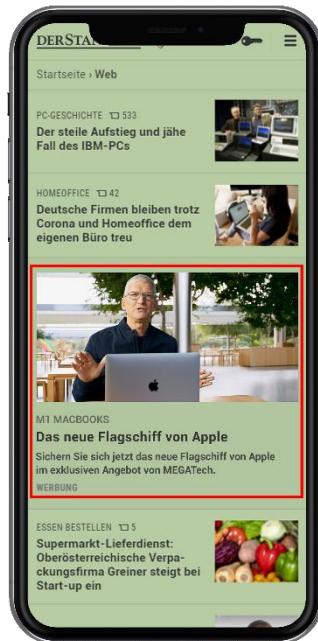 DERSTA
Startseite › Web
PC-GESCHICHTE 533
Der steile Aufstieg und jähe
Fall des IBM-PCs
HOMEOFFICE 42
Deutsche Firmen bleiben trotz
Corona und Homeoffice dem
eigenen Büro treu
M1 MACBOOKS
Das neue Flagschiff von Apple
Sichern Sie sich jetzt das neue Flagschiff von Apple
im exklusiven Angebot von MEGATech.
WERBUNG
ESSEN BESTELLEN 5
Supermarkt-Lieferdienst:
Oberösterreichische Verpa-
ckungsfirma Greiner steigt bei
Start-up ein